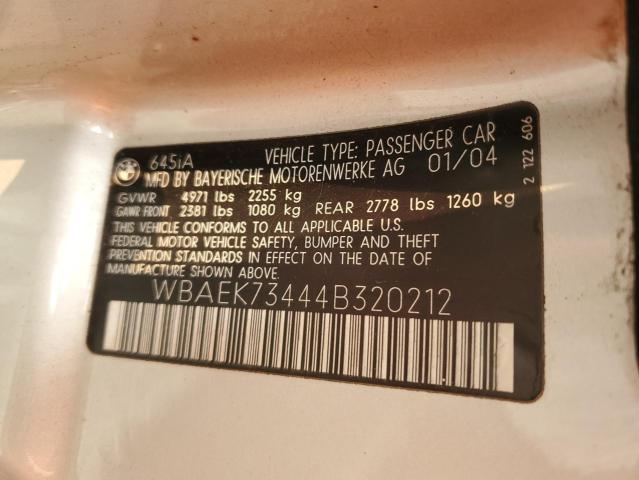 645iA VEHICLE TYPE: PASSENGER CAR
MFD BY BAYERISCHE MOTORENWERKE AG 01/04
GVWR 4971 lbs 2255 kg
GAWR FRONT 2381 lbs 1080 kg REAR 2778 lbs 1260 kg
THIS VEHICLE CONFORMS TO ALL APPLICABLE U.S.
FEDERAL MOTOR VEHICLE SAFETY, BUMPER AND THEFT
PREVENTION STANDARDS IN EFFECT ON THE DATE OF
MANUFACTURE SHOWN ABOVE.
WBAEK73444B320212
2 122 606